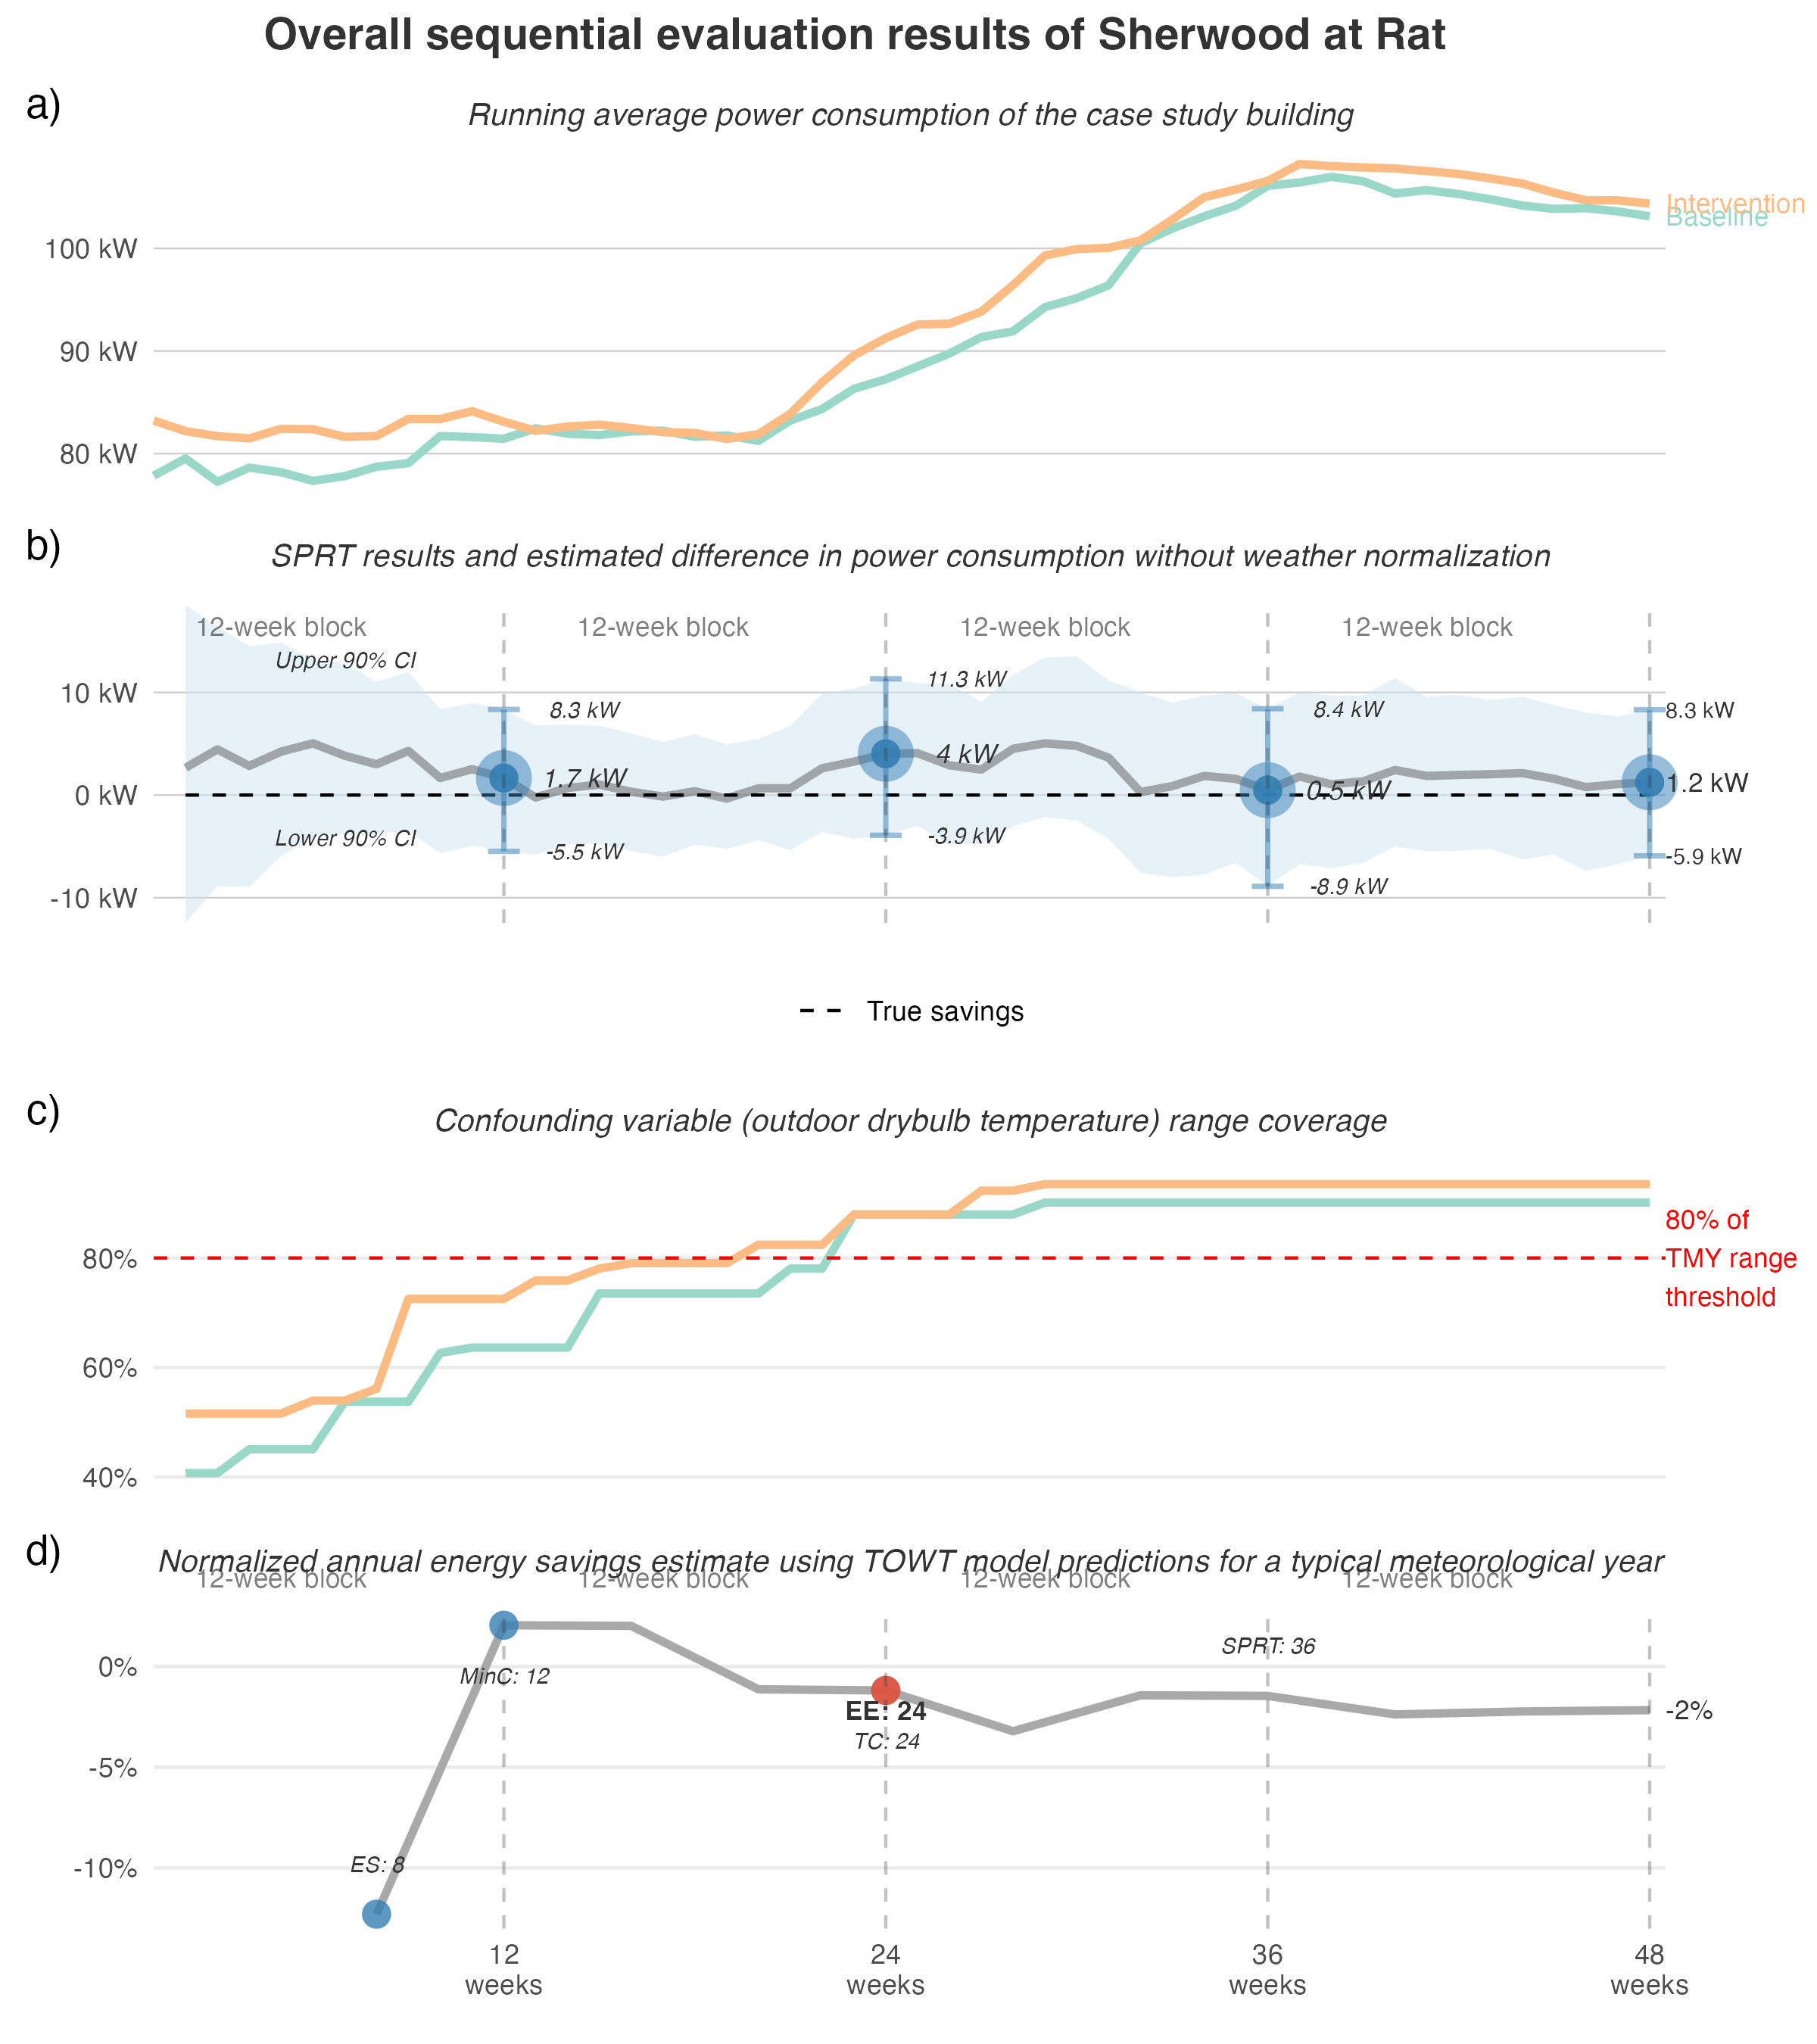 Overall sequential evaluation results of Sherwood at Rat
a)
Running average power consumption of the case study building
Intervention
Baseline
100 kW
90 kW
80 kW
b)
SPRT results and estimated difference in power consumption without weather normalization
12-week block
12-week block
12-week block
12-week block
Upper 90% CI
11.3 kW
10 kW
8.3 kW
8.4 kW
8.3 kW
4 kW
1.7 kW
0.5 kW
1.2 kW
0 kW
Lower 90% CI
-3.9 kW
-5.5 kW
-5.9 kW
-8.9 kW
-10 kW
True savings
c)
Confounding variable (outdoor drybulb temperature) range coverage
80% of
TMY range
threshold
80%
60%
40%
d)
Normalized annual energy savings estimate using TOWT model predictions for a typical meteorological year
12-week block
12-week block
12-week block
12-week block
SPRT: 36
0%
MinC: 12
EE: 24
TC: 24
-2%
-5%
ES: 8
-10%
12
weeks
24
weeks
36
weeks
48
weeks